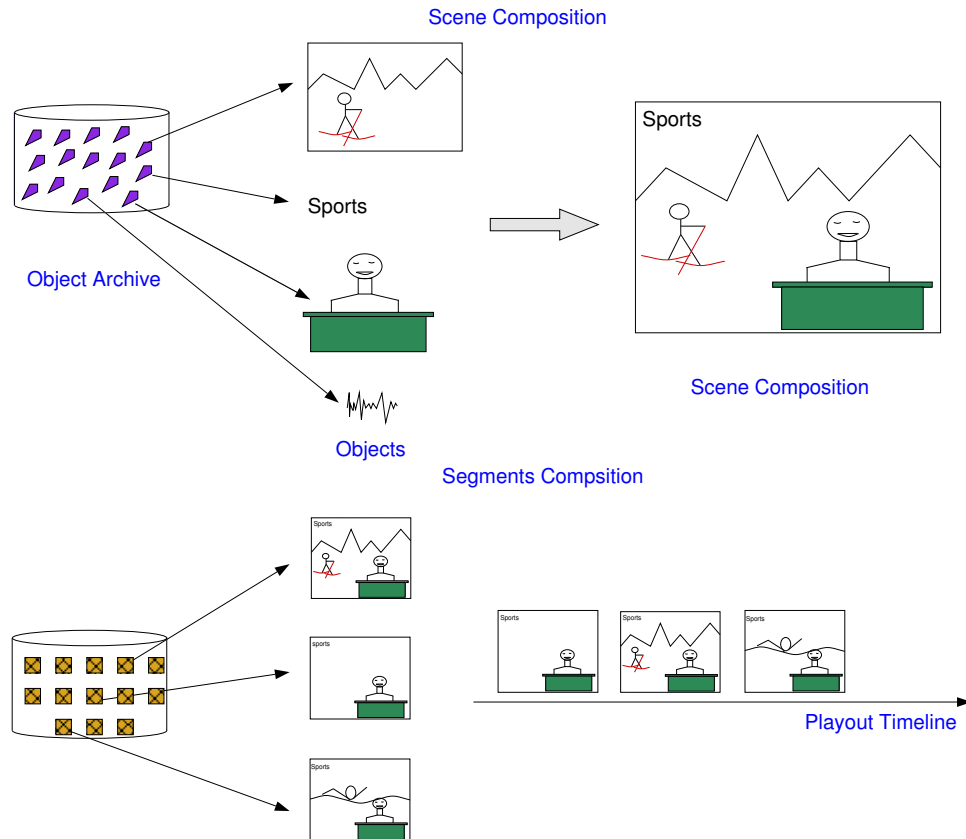 Scene Composition
Sports
Sports
Object Archive
Scene Composition
Objects
Segments Compsition
Sports
Sports
Sports
Sports
sports
Playout Timeline
Sports